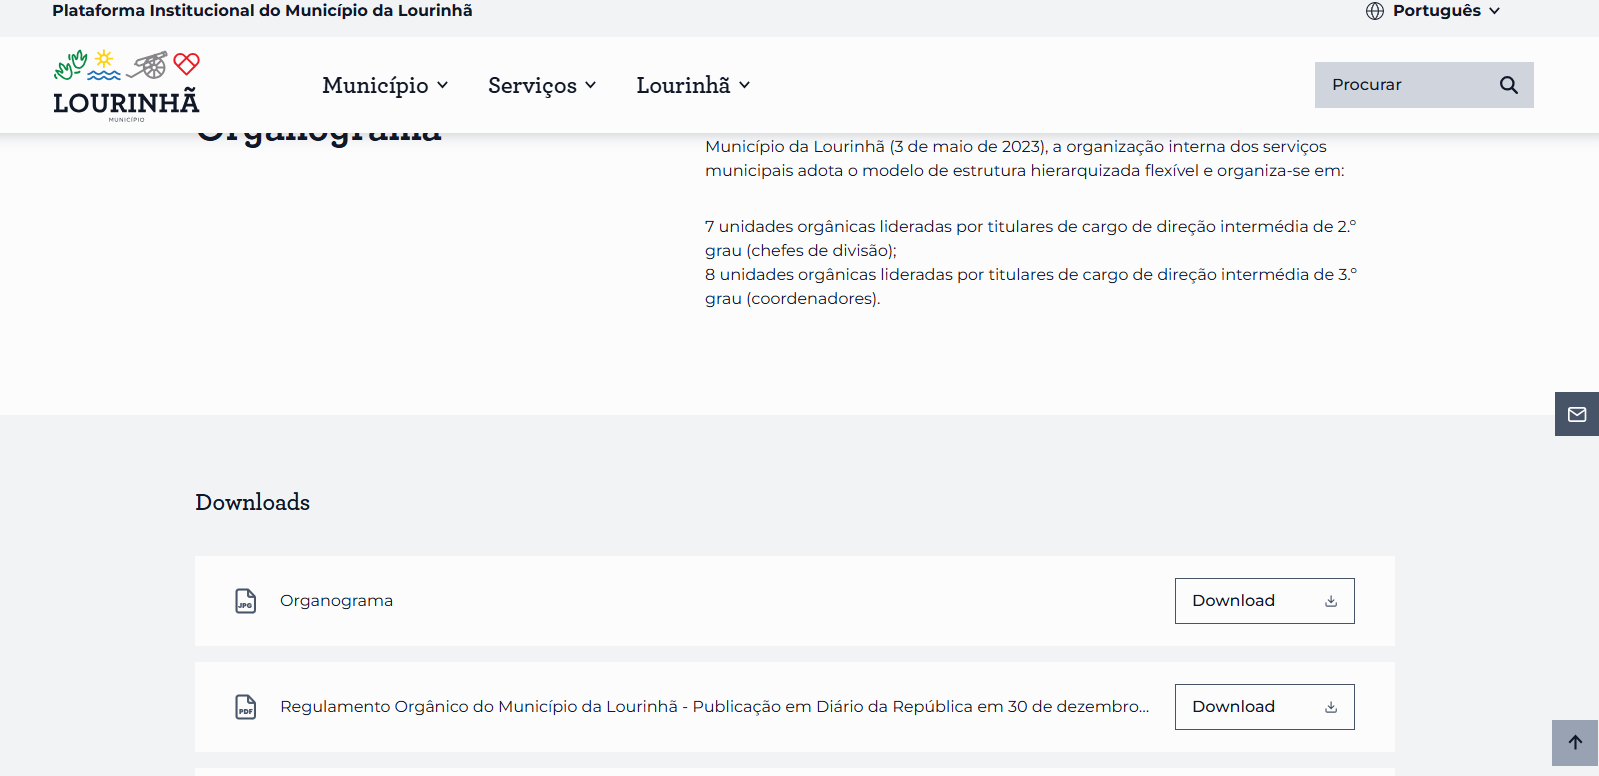 Plataforma Institucional do Município da Lourinhã
Português
LOURINHÃ
MUNICÍPIO
Município
Serviços
Lourinhã
Procurar
Organograma
Município da Lourinhã (3 de maio de 2023), a organização interna dos serviços
municipais adota o modelo de estrutura hierarquizada flexível e organiza-se em:
7 unidades orgânicas lideradas por titulares de cargo de direção intermédia de 2.º
grau (chefes de divisão);
8 unidades orgânicas lideradas por titulares de cargo de direção intermédia de 3.º
grau (coordenadores).
Downloads
JPG
Organograma
Download
PDF
Regulamento Orgânico do Município da Lourinhã - Publicação em Diário da República em 30 de dezembro...
Download